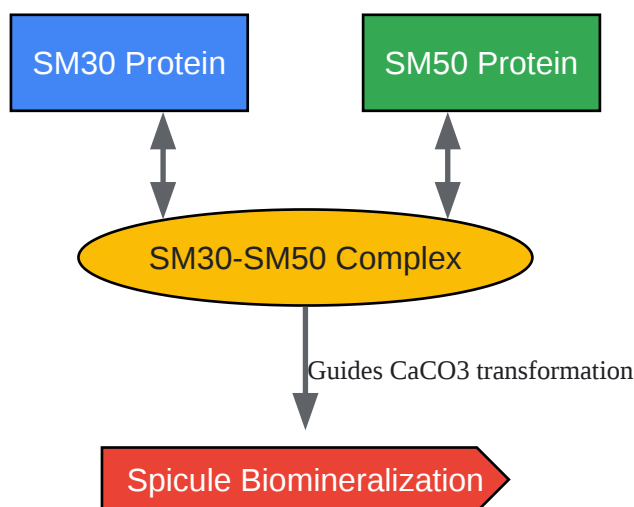 SM30 Protein
SM50 Protein
SM30-SM50 Complex
Guides CaCO3 transformation
Spicule Biomineralization